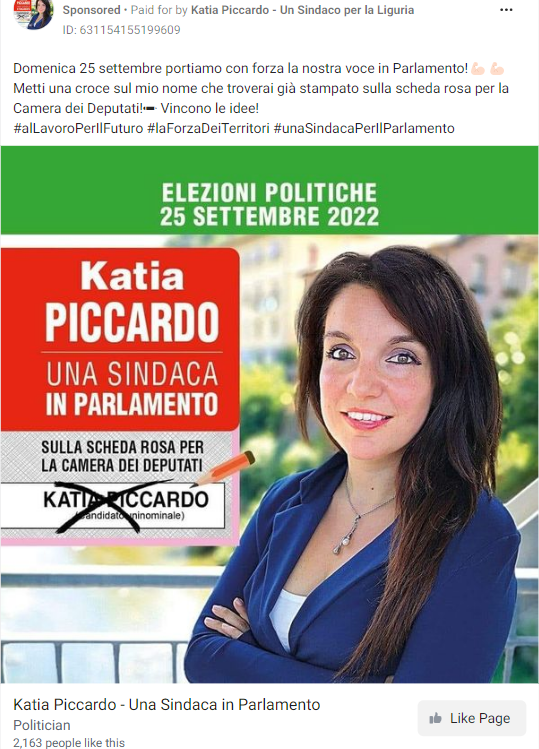 Sponsored • Paid for by Katia Piccardo - Un Sindaco per la Liguria
ID: 631154155199609
Domenica 25 settembre portiamo con forza la nostra voce in Parlamento!💪🏻 💪🏻
Metti una croce sul mio nome che troverai già stampato sulla scheda rosa per la
Camera dei Deputati! Vincono le idee!
#alLavoroPerIlFuturo #laForzaDeiTerritori #unaSindacaPerIlParlamento
ELEZIONI POLITICHE
25 SETTEMBRE 2022
Katia
PICCARDO
UNA SINDACA
IN PARLAMENTO
SULLA SCHEDA ROSA PER
LA CAMERA DEI DEPUTATI
KATIA PICCARDO
(candidato uninominale)
Katia Piccardo - Una Sindaca in Parlamento
Politician
2,163 people like this
Like Page